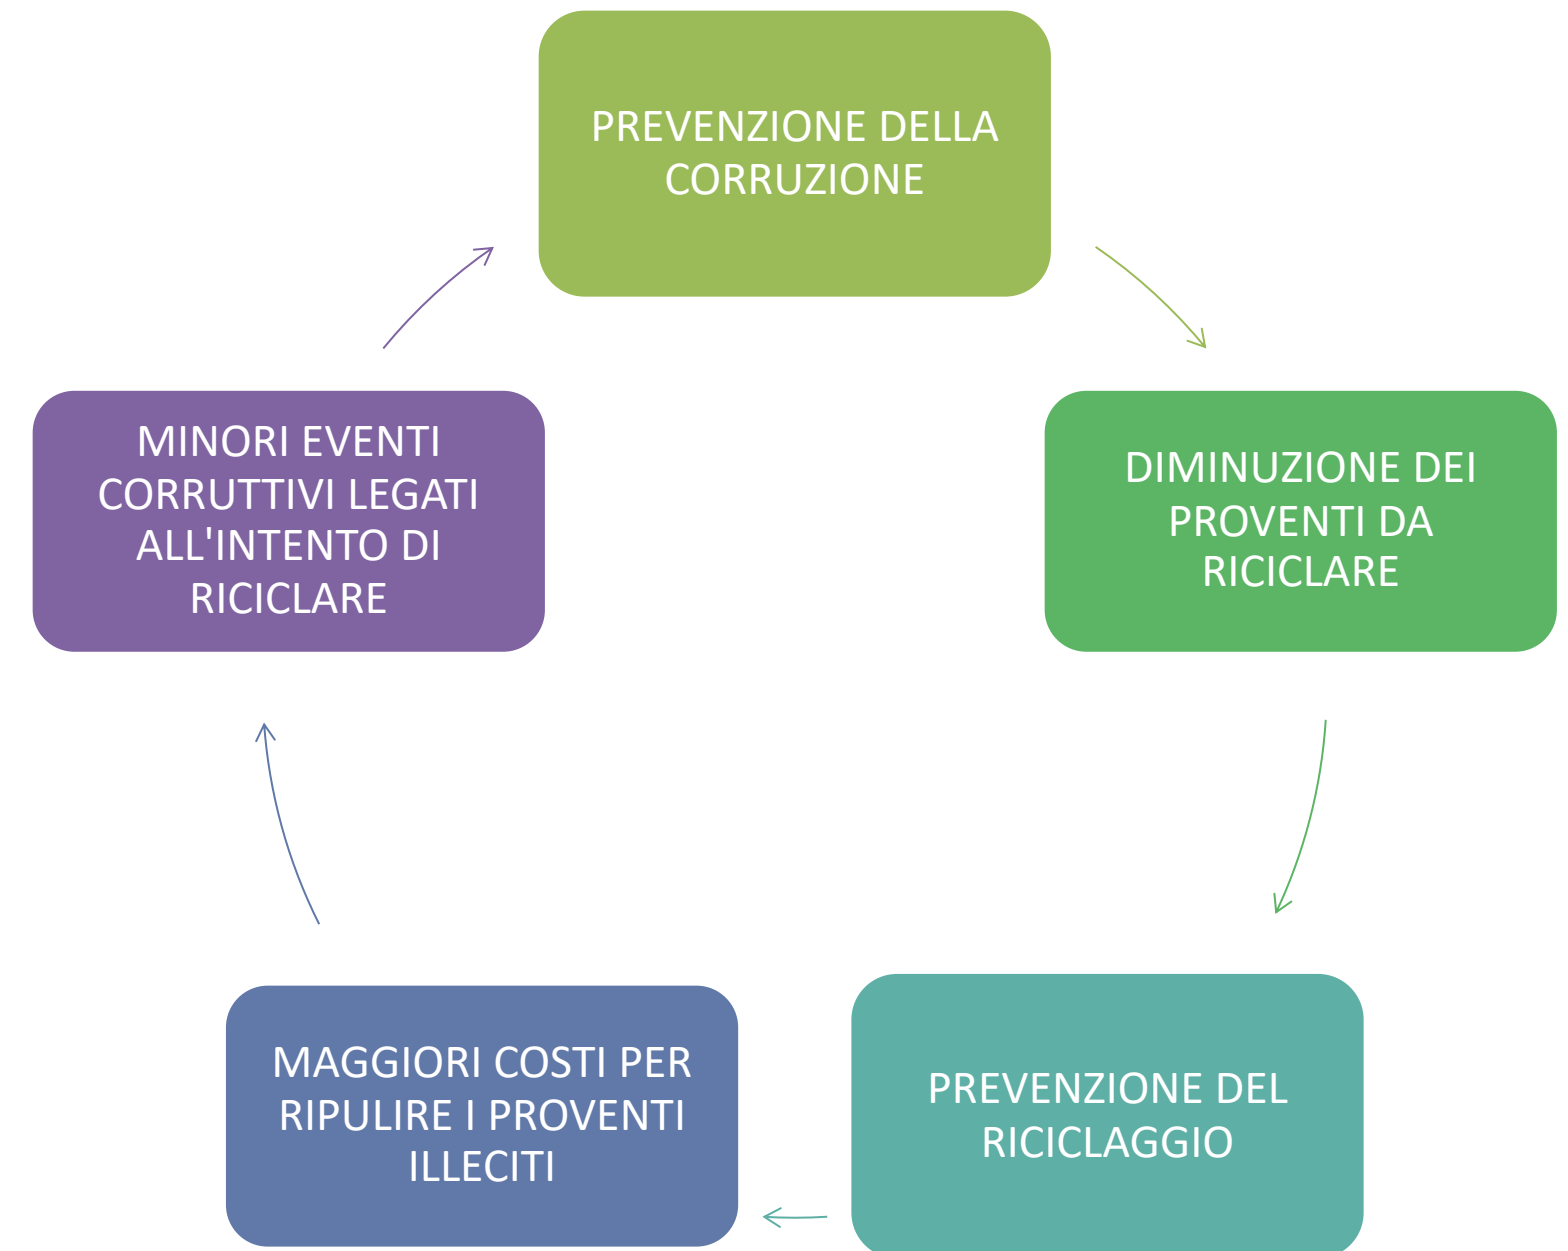 PREVENZIONE DELLA
CORRUZIONE
DIMINUZIONE DEI
PROVENTI DA
RICICLARE
PREVENZIONE DEL
RICICLAGGIO
MAGGIORI COSTI PER
RIPULIRE I PROVENTI
ILLECITI
MINORI EVENTI
CORRUTTIVI LEGATI
ALL'INTENTO DI
RICICLARE